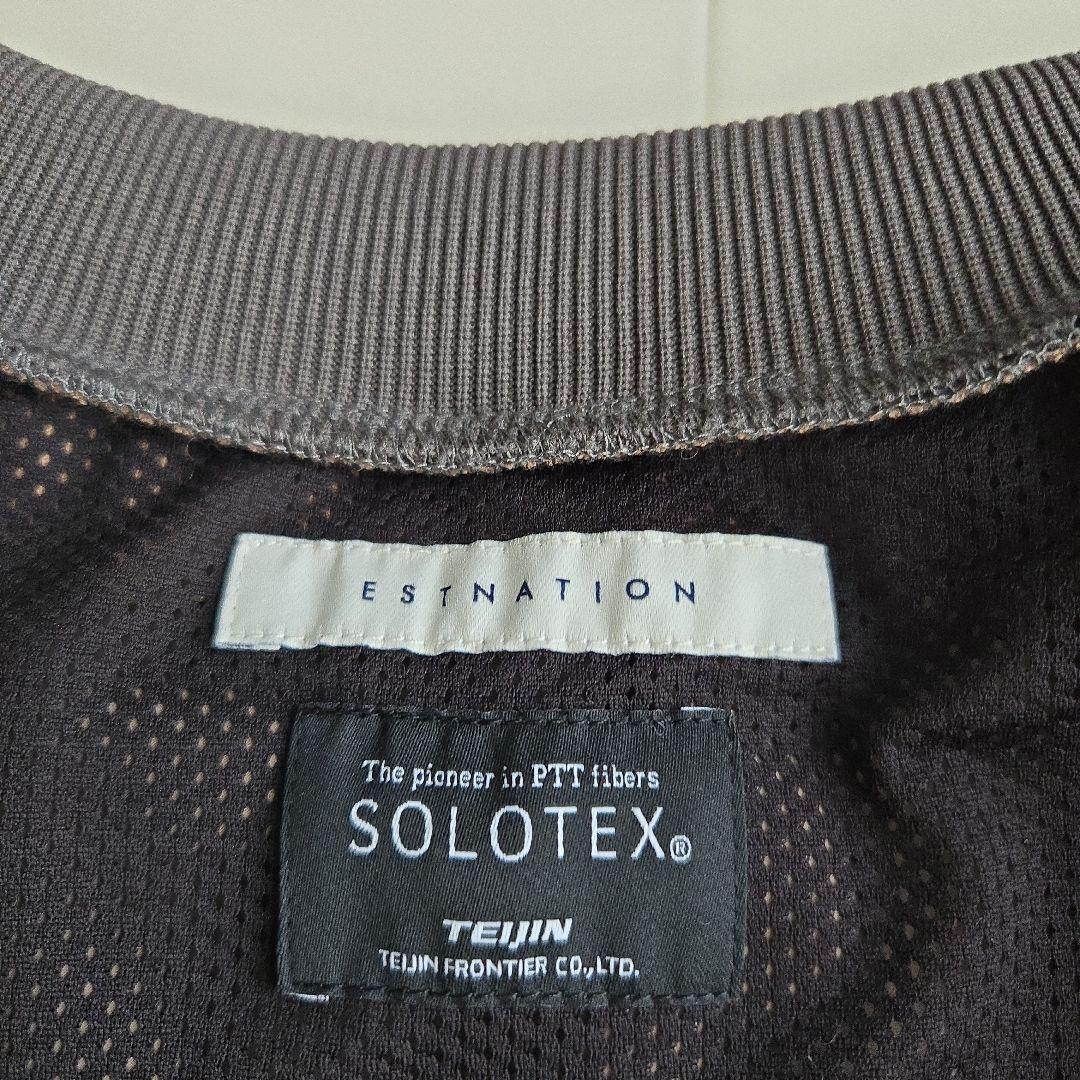 ESTNATION
The pioneer in PTT fibers
SOLOTEX®
TEIJIN
TEIJIN FRONTIER CO.,LTD.